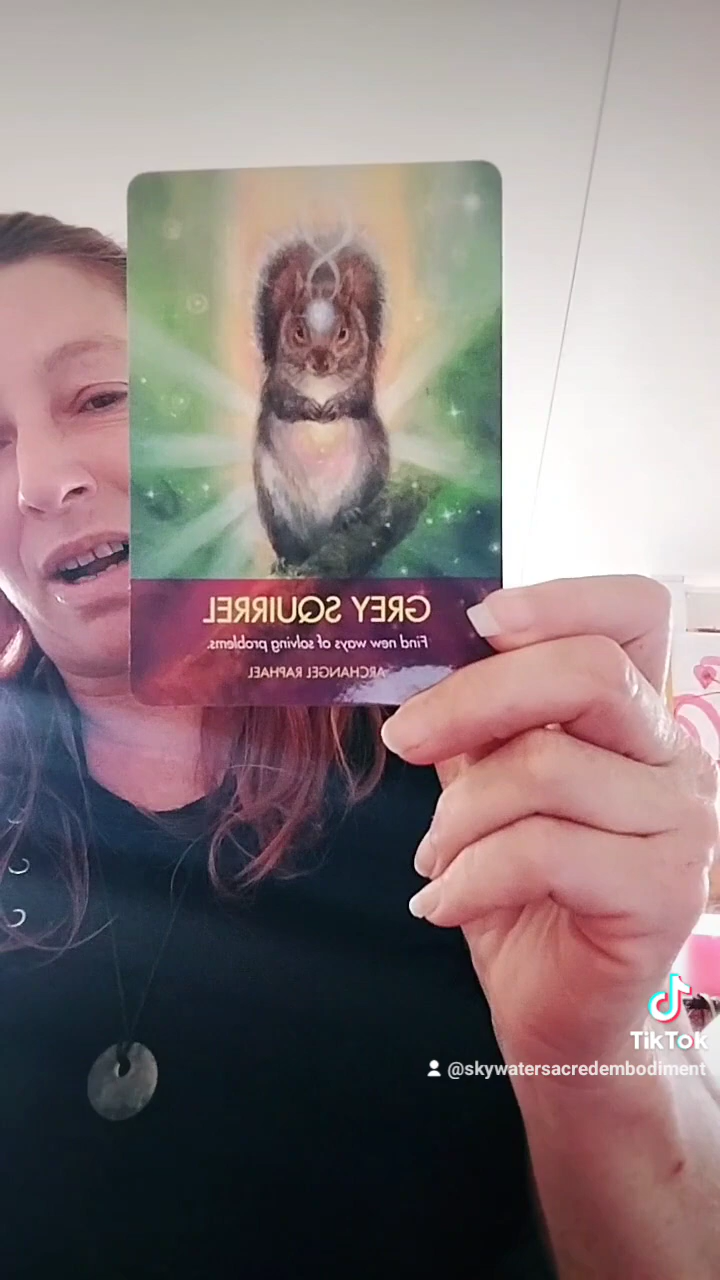 GREY SQUIRREL
Find new ways of solving problems.
ARCHANGEL RAPHAEL
TikTok
@skywatersacredembodiment